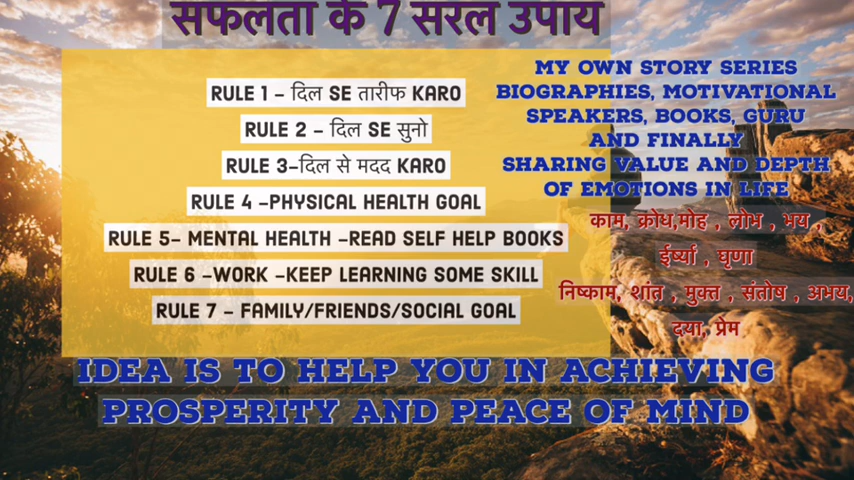 सफलता के 7 सरल उपाय
RULE 1 - दिल SE तारीफ KARO
RULE 2 - दिल SE सुनो
RULE 3-दिल से मदद KARO
RULE 4 -PHYSICAL HEALTH GOAL
RULE 5- MENTAL HEALTH -READ SELF HELP BOOKS
RULE 6 -WORK -KEEP LEARNING SOME SKILL
RULE 7 - FAMILY/FRIENDS/SOCIAL GOAL
MY OWN STORY SERIES
BIOGRAPHIES, MOTIVATIONAL
SPEAKERS, BOOKS, GURU
AND FINALLY
SHARING VALUE AND DEPTH
OF EMOTIONS IN LIFE
काम, क्रोध,मोह , लोभ , भय ,
ईर्ष्या , घृणा
निष्काम, शांत , मुक्त , संतोष , अभय,
दया, प्रेम
IDEA IS TO HELP YOU IN ACHIEVING
PROSPERITY AND PEACE OF MIND